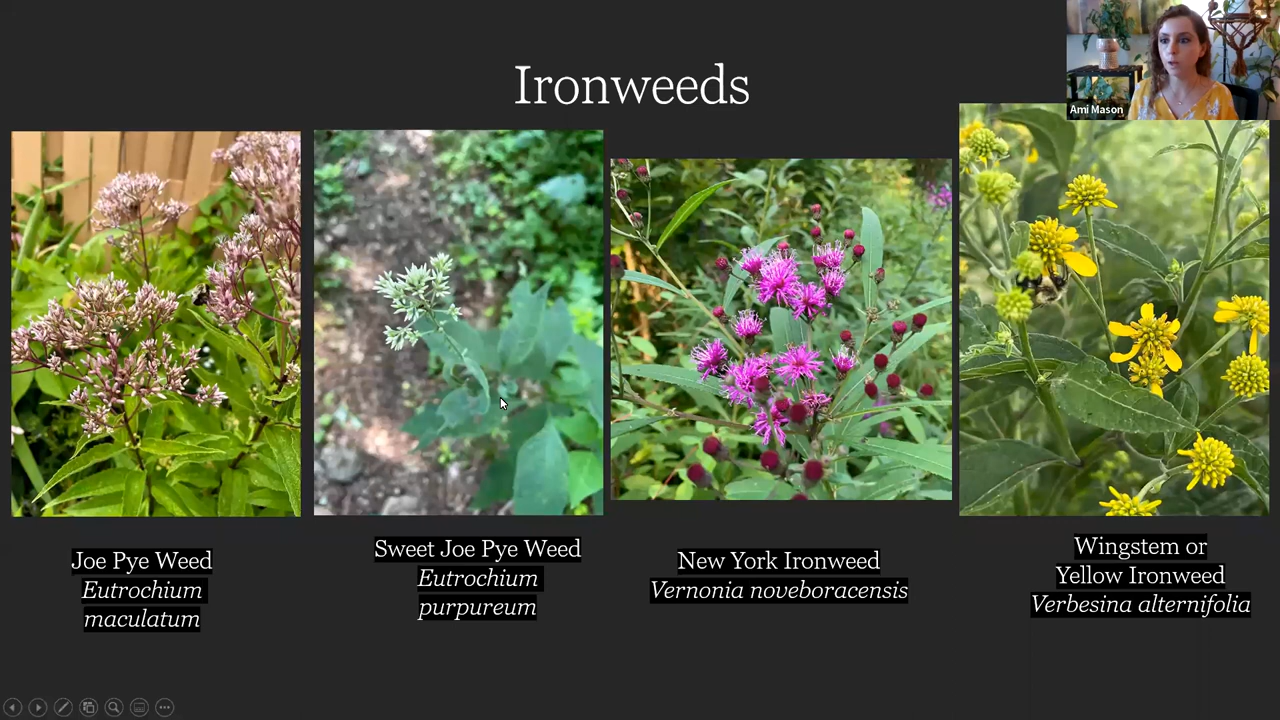 Ironweeds
Ami Mason
Joe Pye Weed
Eutrochium
maculatum
Sweet Joe Pye Weed
Eutrochium
purpureum
New York Ironweed
Vernonia noveboracensis
Wingstem or
Yellow Ironweed
Verbesina alternifolia